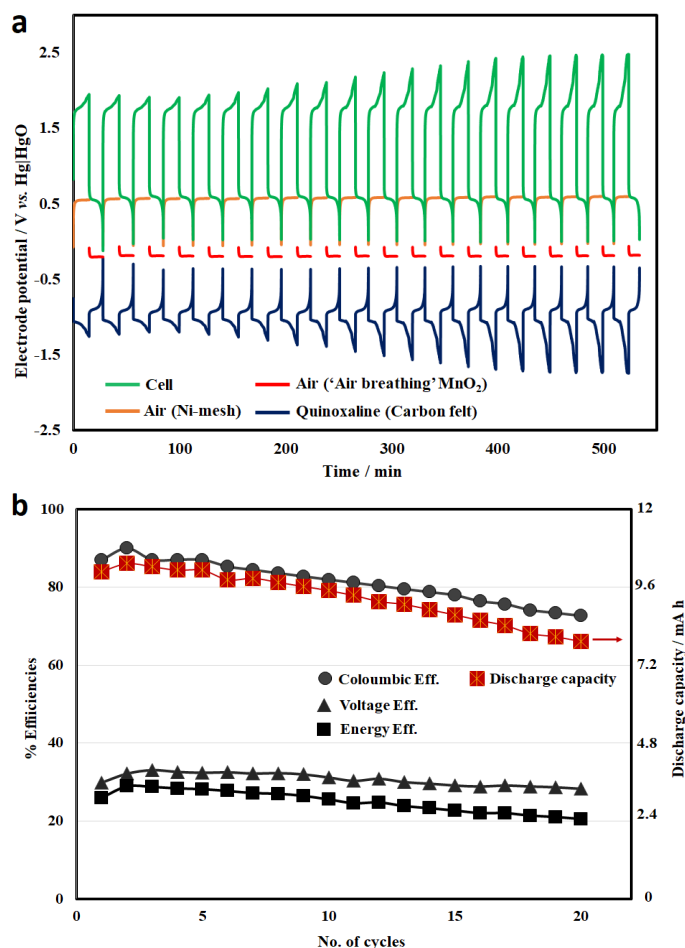 a
2.5
1.5
0.5
-0.5
-1.5
-2.5
Electrode potential / V vs. Hg|HgO
Cell
Air (‘Air breathing’ MnO2)
Air (Ni-mesh)
Quinoxaline (Carbon felt)
0
100
200
300
400
500
Time / min
b
100
80
60
40
20
0
% Effiiciencies
12
9.6
7.2
4.8
2.4
0
Discharge capacity / mA h
Coloumbic Eff.
Discharge capacity
Voltage Eff.
Energy Eff.
0
5
10
15
20
No. of cycles